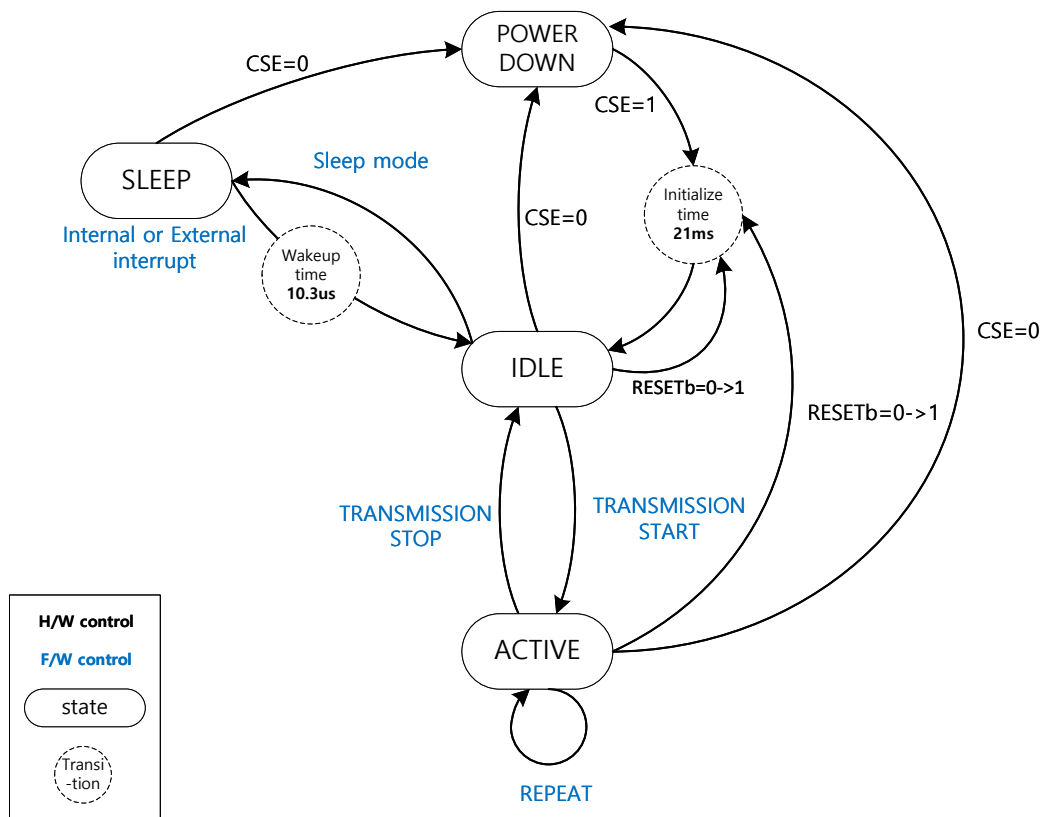 POWER
DOWN
CSE=0
CSE=1
Sleep mode
SLEEP
Initialize
time
21ms
CSE=0
Internal or External
interrupt
Wakeup
time
10.3us
CSE=0
IDLE
RESETb=0->1
RESETb=0->1
TRANSMISSION
STOP
TRANSMISSION
START
ACTIVE
REPEAT
H/W control
F/W control
state
Transi
-tion